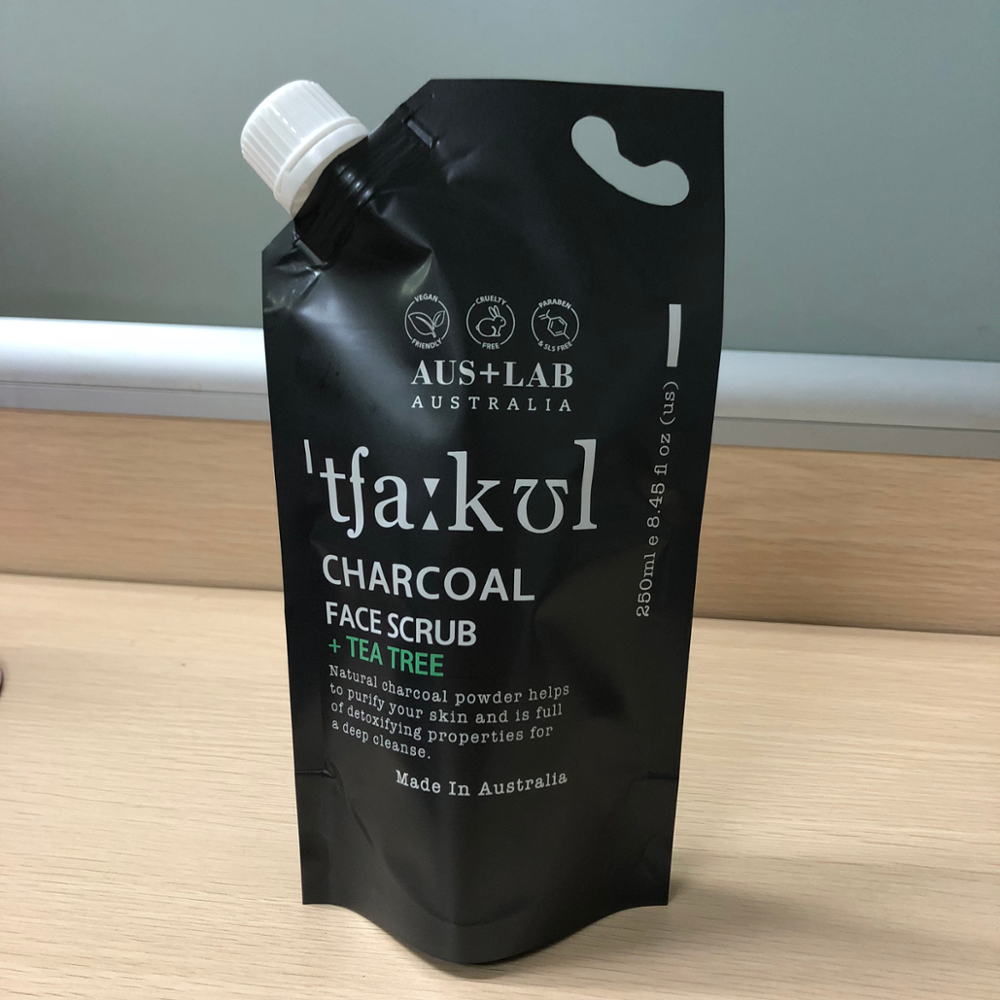 VEGAN
FRIENDLY
CRUELTY
FREE
PARABEN
& SLS FREE
AUS+LAB
AUSTRALIA
ˈtʃaːkʊl
CHARCOAL
FACE SCRUB
+ TEA TREE
Natural charcoal powder helps
to purify your skin and is full
of detoxifying properties for
a deep cleanse.
Made In Australia
250ml e 8.45 fl oz (us)